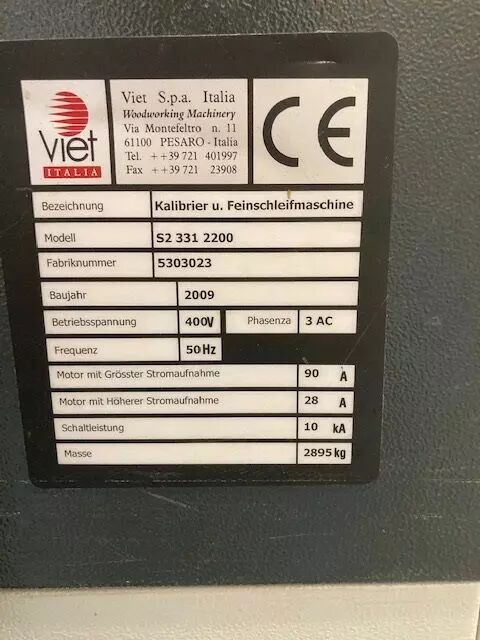 Viet
ITALIA
Viet S.p.a. Italia
Woodworking Machinery
Via Montefeltro n. 11
61100 PESARO - Italia
Tel. ++39 721 401997
Fax ++39 721 23908
CE
Bezeichnung Kalibrier u. Feinschleifmaschine
Modell S2 331 2200
Fabriknummer 5303023
Baujahr 2009
Betriebsspannung 400V Phasenza 3 AC
Frequenz 50Hz
Motor mit Grösster Stromaufnahme 90 A
Motor mit Höherer Stromaufnahme 28 A
Schaltleistung 10 kA
Masse 2895kg